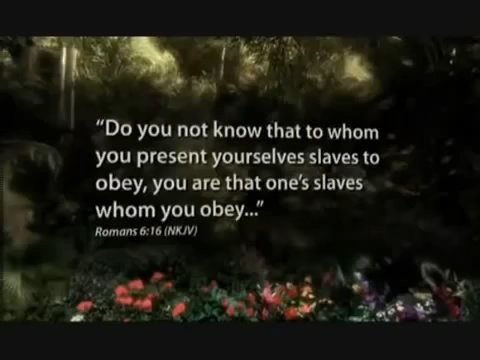 “Do you not know that to whom
you present yourselves slaves to
obey, you are that one’s slaves
whom you obey...”
Romans 6:16 (NKJV)